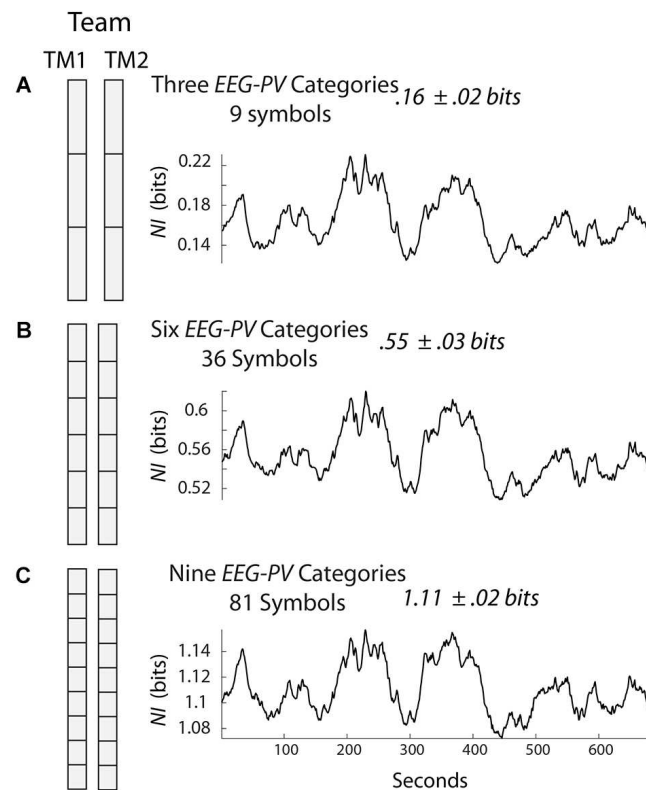 Team
TM1 TM2
A
Three EEG-PV Categories
9 symbols
.16 ±.02 bits
NI (bits)
0.22
0.18
0.14
B
Six EEG-PV Categories
36 Symbols
.55 ±.03 bits
NI (bits)
0.6
0.56
0.52
C
Nine EEG-PV Categories
81 Symbols
1.11 ±.02 bits
NI (bits)
1.14
1.12
1.1
1.08
100 200 300 400 500 600
Seconds